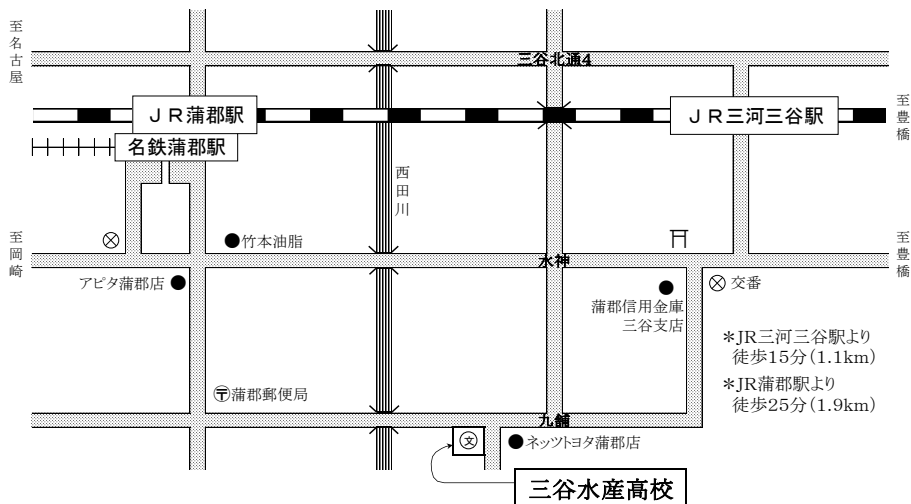 至名古屋
三谷北通4
JR蒲郡駅
JR三河三谷駅
至豊橋
名鉄蒲郡駅
西田川
至岡崎
竹本油脂
水神
至豊橋
アピタ蒲郡店
交番
蒲郡信用金庫
三谷支店
*JR三河三谷駅より
徒歩15分(1.1km)
*JR蒲郡駅より
徒歩25分(1.9km)
〒蒲郡郵便局
九舗
文
ネッツトヨタ蒲郡店
三谷水産高校